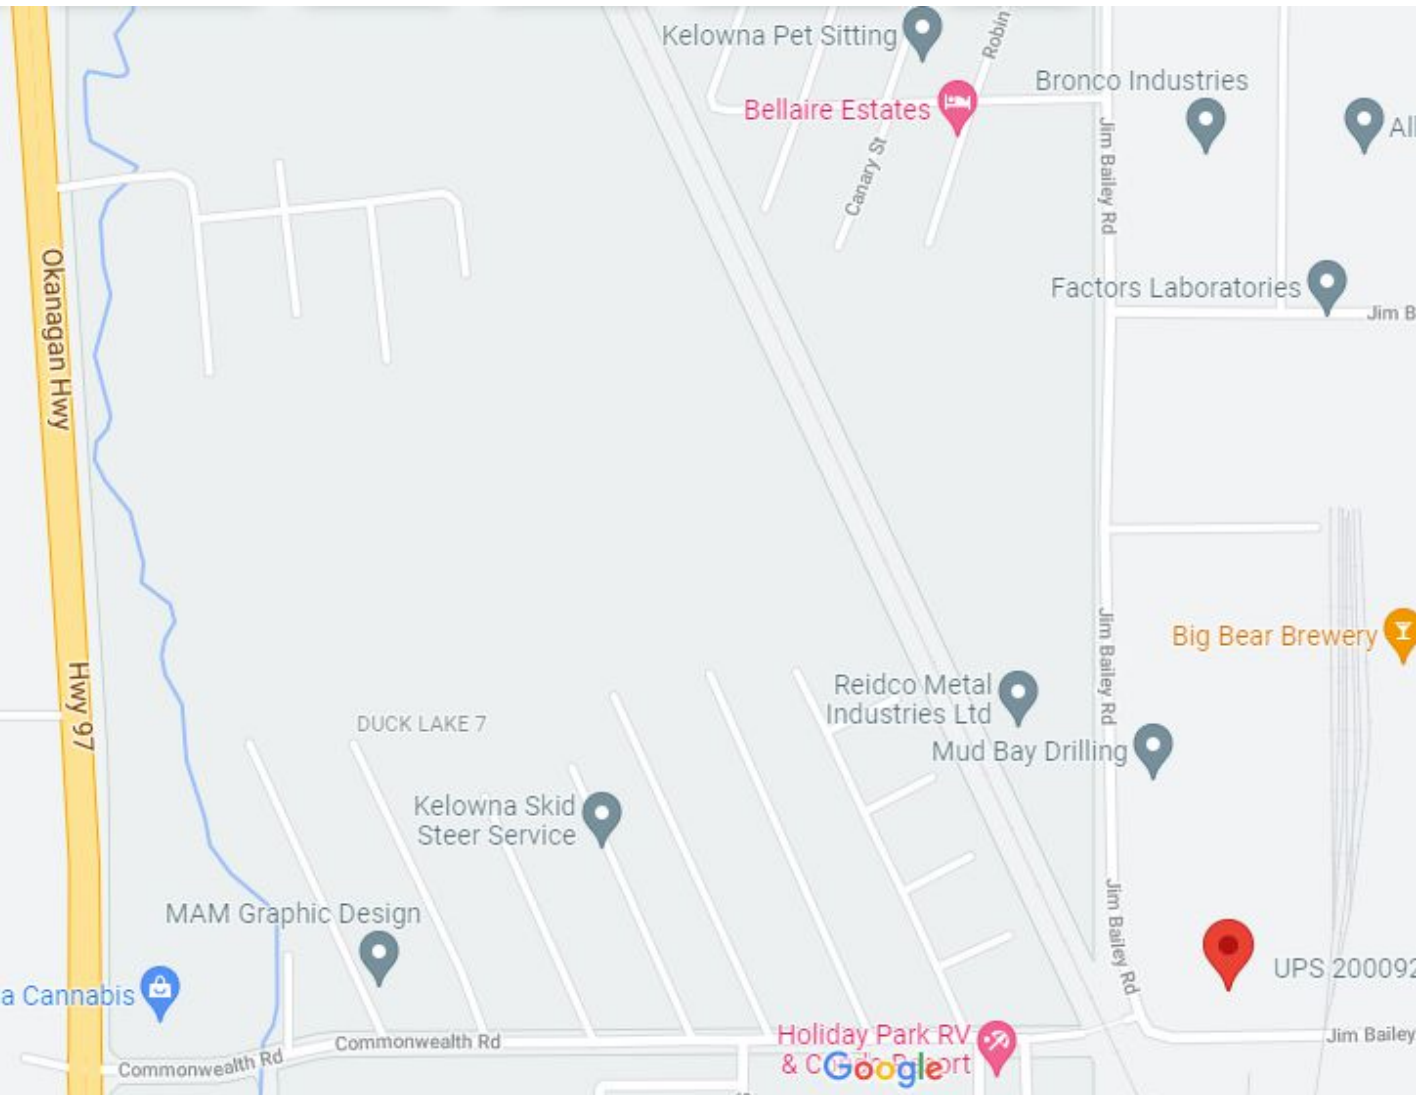 Kelowna Pet Sitting
Robin
Bronco Industries
Bellaire Estates
All
Canary St
Jim Bailey Rd
Okanagan Hwy
Factors Laboratories
Jim B
Big Bear Brewery
Jim Bailey Rd
Hwy 97
Reidco Metal
Industries Ltd
DUCK LAKE 7
Mud Bay Drilling
Kelowna Skid
Steer Service
MAM Graphic Design
Jim Bailey Rd
UPS 200092
a Cannabis
Commonwealth Rd
Holiday Park RV
Jim Bailey
Commonwealth Rd
Google